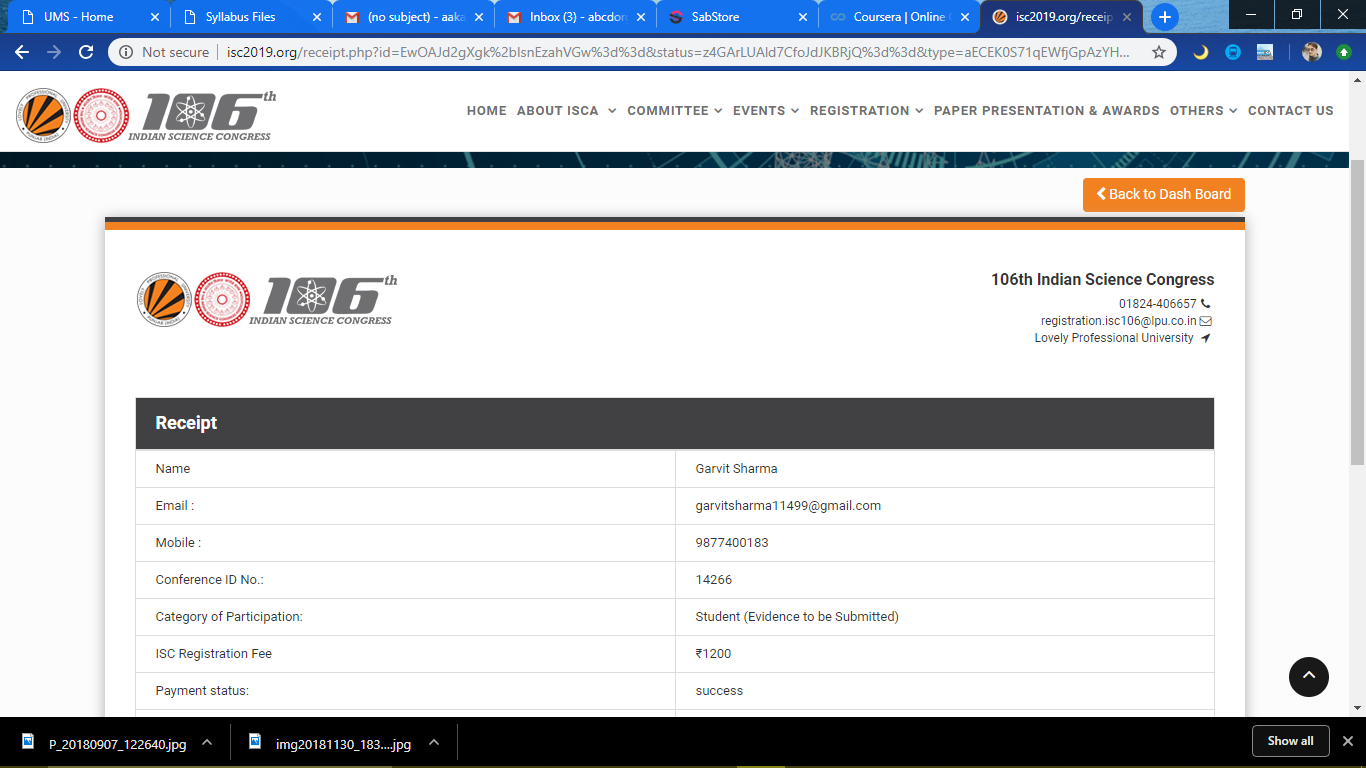 UMS - Home
Syllabus Files
(no subject) - aaka
Inbox (3) - abcdor
SabStore
Coursera | Online
isc2019.org/receip
Not secure
isc2019.org/receipt.php?id=EwOAJd2gXgk%2bIsnEzahVGw%3d%3d&status=z4GArLUAId7CfoJdJKBRjQ%3d%3d&type=aECEK0S71qEWfjGpAzYH...
106th
INDIAN SCIENCE CONGRESS
HOME ABOUT ISCA COMMITTEE EVENTS REGISTRATION PAPER PRESENTATION & AWARDS OTHERS CONTACT US
Back to Dash Board
106th
INDIAN SCIENCE CONGRESS
106th Indian Science Congress
01824-406657
registration.isc106@lpu.co.in
Lovely Professional University
Receipt
Name Garvit Sharma
Email : garvitsharma11499@gmail.com
Mobile : 9877400183
Conference ID No.: 14266
Category of Participation: Student (Evidence to be Submitted)
ISC Registration Fee ₹1200
Payment status: success
P_20180907_122640.jpg
img20181130_183....jpg
Show all